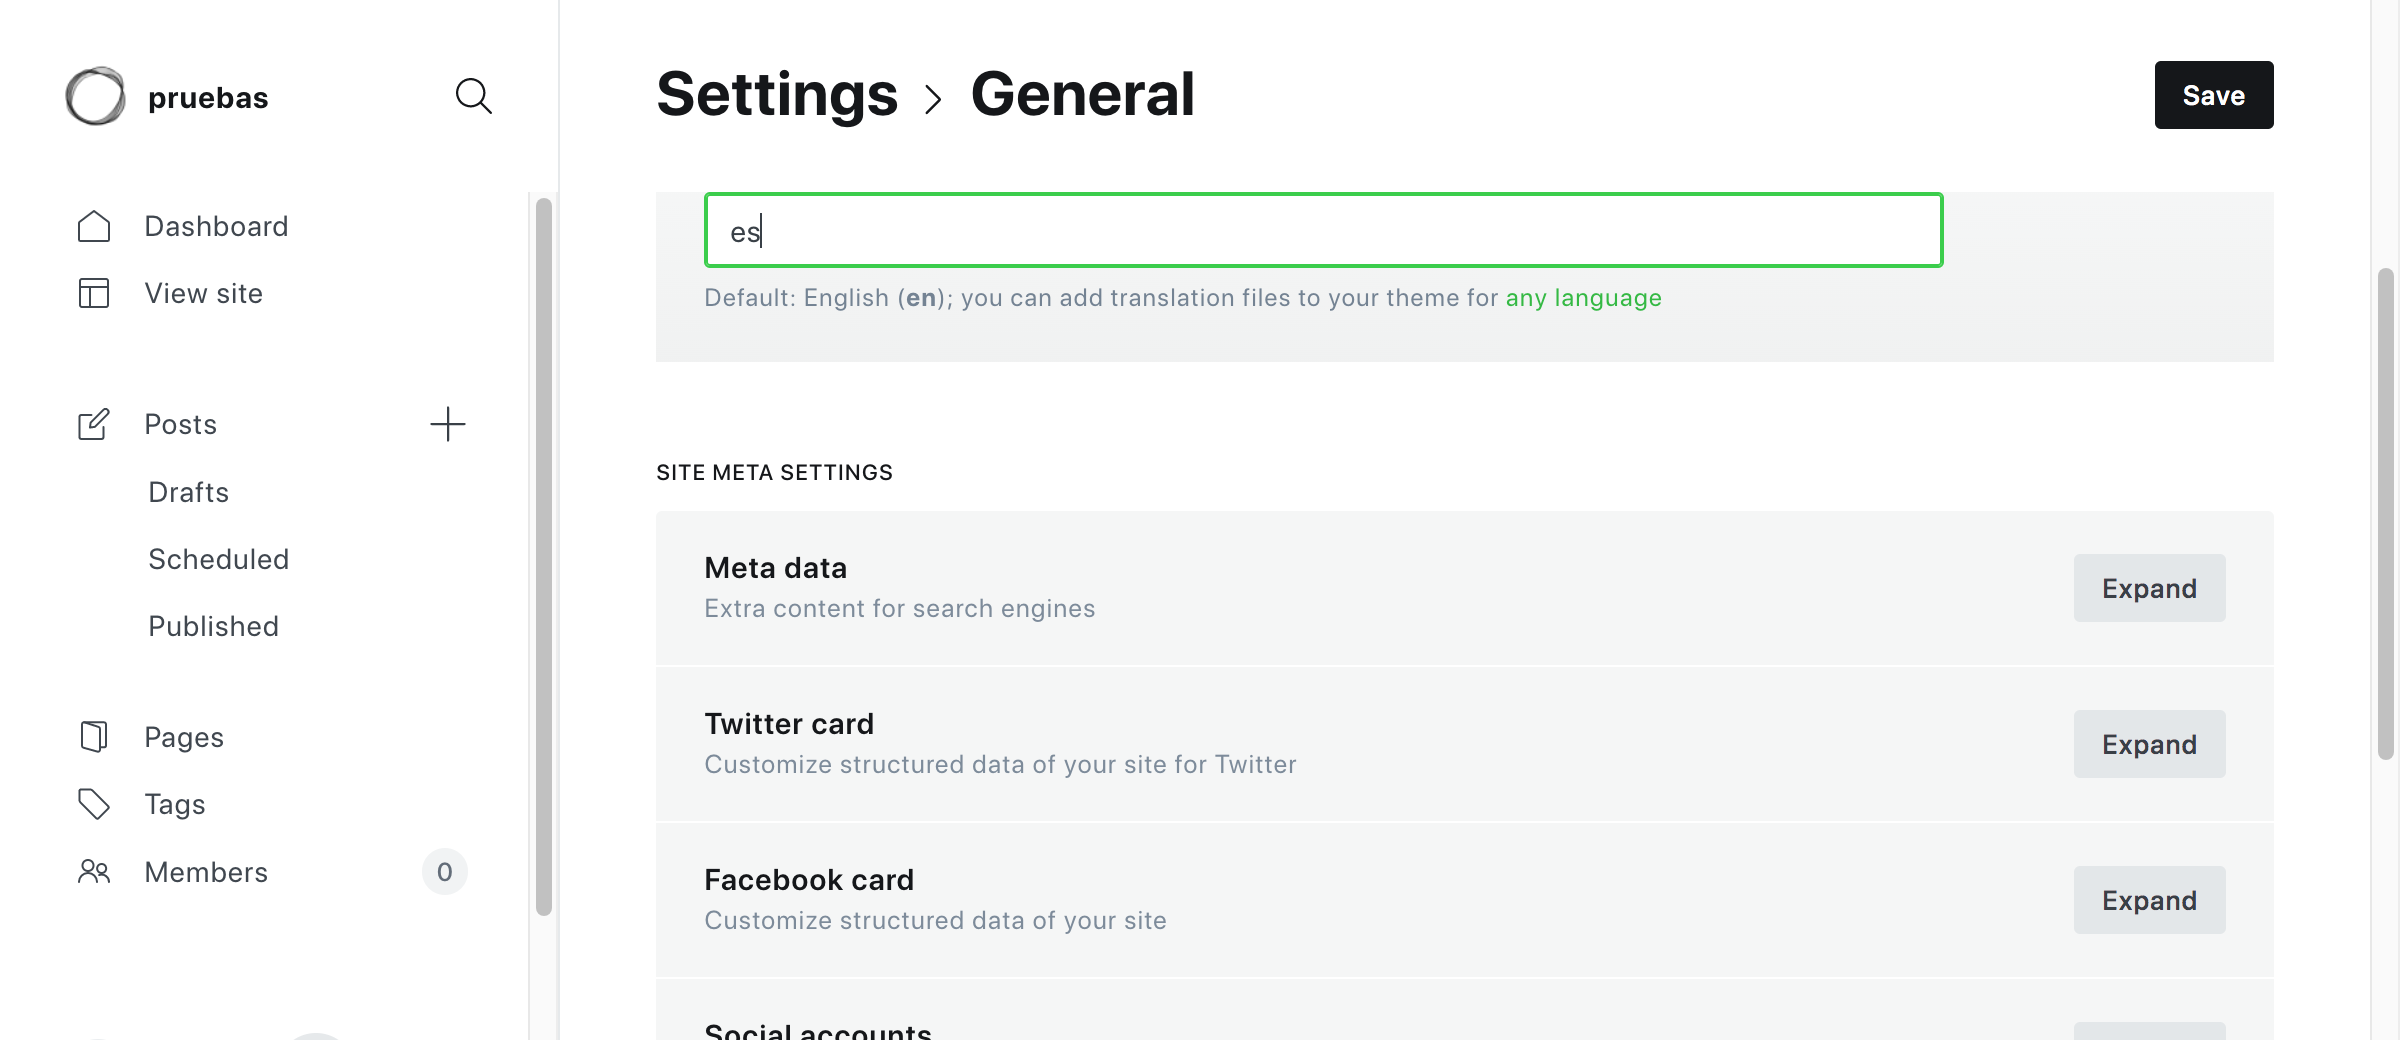 pruebas
Dashboard
View site
Posts
Drafts
Scheduled
Published
Pages
Tags
Members 0
Settings > General
Save
es
Default: English (en); you can add translation files to your theme for any language
SITE META SETTINGS
Meta data
Extra content for search engines
Expand
Twitter card
Customize structured data of your site for Twitter
Expand
Facebook card
Customize structured data of your site
Expand
Social accounts